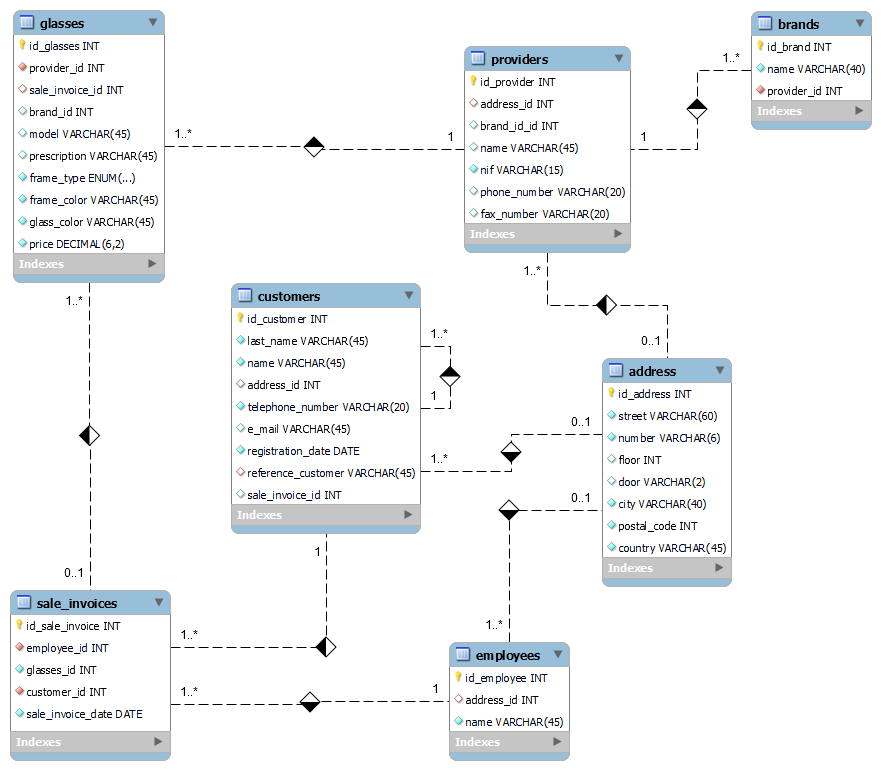 glasses
id_glasses INT
provider_id INT
sale_invoice_id INT
brand_id INT
model VARCHAR(45)
prescription VARCHAR(45)
frame_type ENUM(...)
frame_color VARCHAR(45)
glass_color VARCHAR(45)
price DECIMAL(6,2)
Indexes
1..*
1
providers
id_provider INT
address_id INT
brand_id_id INT
name VARCHAR(45)
nif VARCHAR(15)
phone_number VARCHAR(20)
fax_number VARCHAR(20)
Indexes
1
1..*
brands
id_brand INT
name VARCHAR(40)
provider_id INT
Indexes
1..*
0..1
1..*
0..1
customers
id_customer INT
last_name VARCHAR(45)
name VARCHAR(45)
address_id INT
telephone_number VARCHAR(20)
e_mail VARCHAR(45)
registration_date DATE
reference_customer VARCHAR(45)
sale_invoice_id INT
Indexes
1..*
1
1..*
0..1
0..1
1..*
address
id_address INT
street VARCHAR(60)
number VARCHAR(6)
floor INT
door VARCHAR(2)
city VARCHAR(40)
postal_code INT
country VARCHAR(45)
Indexes
1
1..*
sale_invoices
id_sale_invoice INT
employee_id INT
glasses_id INT
customer_id INT
sale_invoice_date DATE
Indexes
1..*
1
employees
id_employee INT
address_id INT
name VARCHAR(45)
Indexes